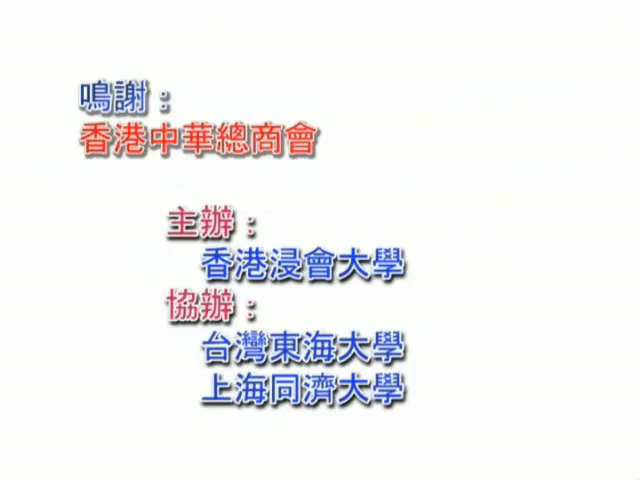 鳴謝：
香港中華總商會
主辦：
香港浸會大學
協辦：
台灣東海大學
上海同濟大學